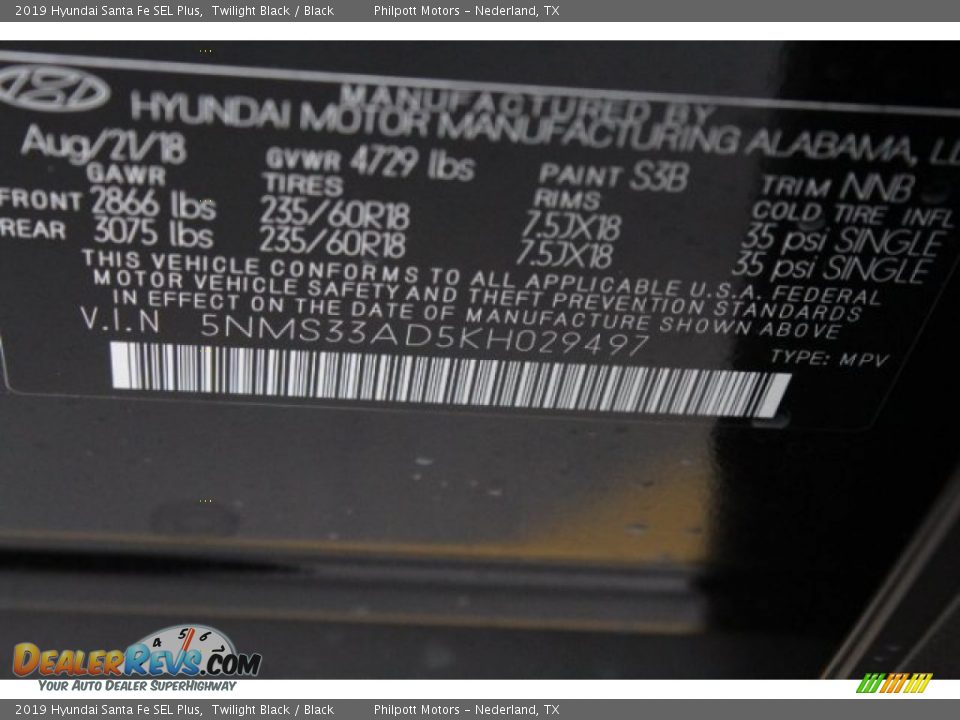 2019 Hyundai Santa Fe SEL Plus, Twilight Black / Black Philpott Motors - Nederland, TX
MANUFACTURED BY
HYUNDAI MOTOR MANUFACTURING ALABAMA,
Aug/21/18 GVWR 4729 lbs PAINT S3B TRIM NNB
GAWR TIRES RIMS COLD TIRE INFL
FRONT 2866 lbs 235/60R18 7.5JX18 35 psi SINGLE
REAR 3075 lbs 235/60R18 7.5JX18 35 psi SINGLE
THIS VEHICLE CONFORMS TO ALL APPLICABLE U.S.A. FEDERAL
MOTOR VEHICLE SAFETY AND THEFT PREVENTION STANDARDS
IN EFFECT ON THE DATE OF MANUFACTURE SHOWN ABOVE
V.I.N 5NMS33AD5KH029497
TYPE: MPV
4 5 6
DEALERREVS.COM
YOUR AUTO DEALER SUPERHIGHWAY
2019 Hyundai Santa Fe SEL Plus, Twilight Black / Black Philpott Motors - Nederland, TX